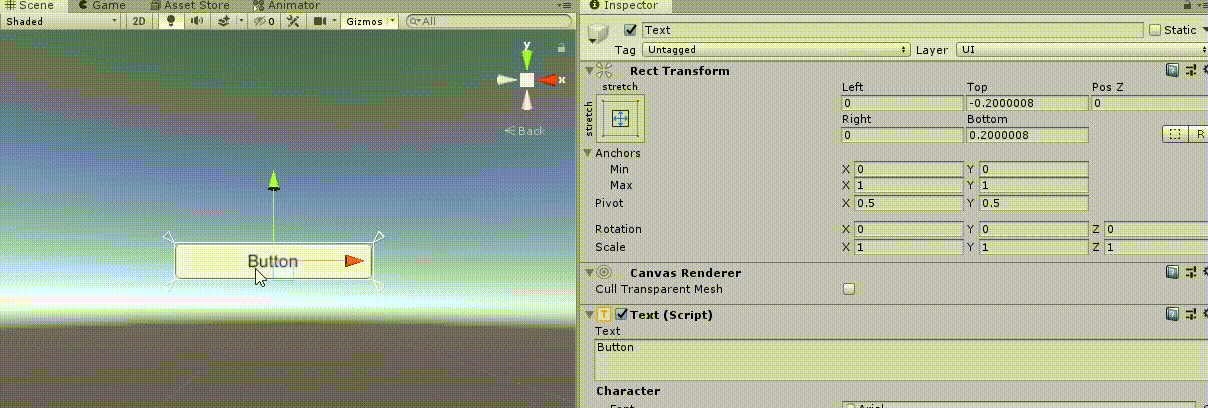 Scene Game Asset Store Animator
Shaded 2D 0 Gizmos All
y
x
Back
Button
Inspector
Text Static
Tag Untagged Layer UI
Rect Transform
stretch
stretch
Left Top Pos Z
0 -0.2000008 0
Right Bottom
0 0.2000008 R
Anchors
Min X 0 Y 0
Max X 1 Y 1
Pivot X 0.5 Y 0.5
Rotation X 0 Y 0 Z 0
Scale X 1 Y 1 Z 1
Canvas Renderer
Cull Transparent Mesh
T Text (Script)
Text
Button
Character